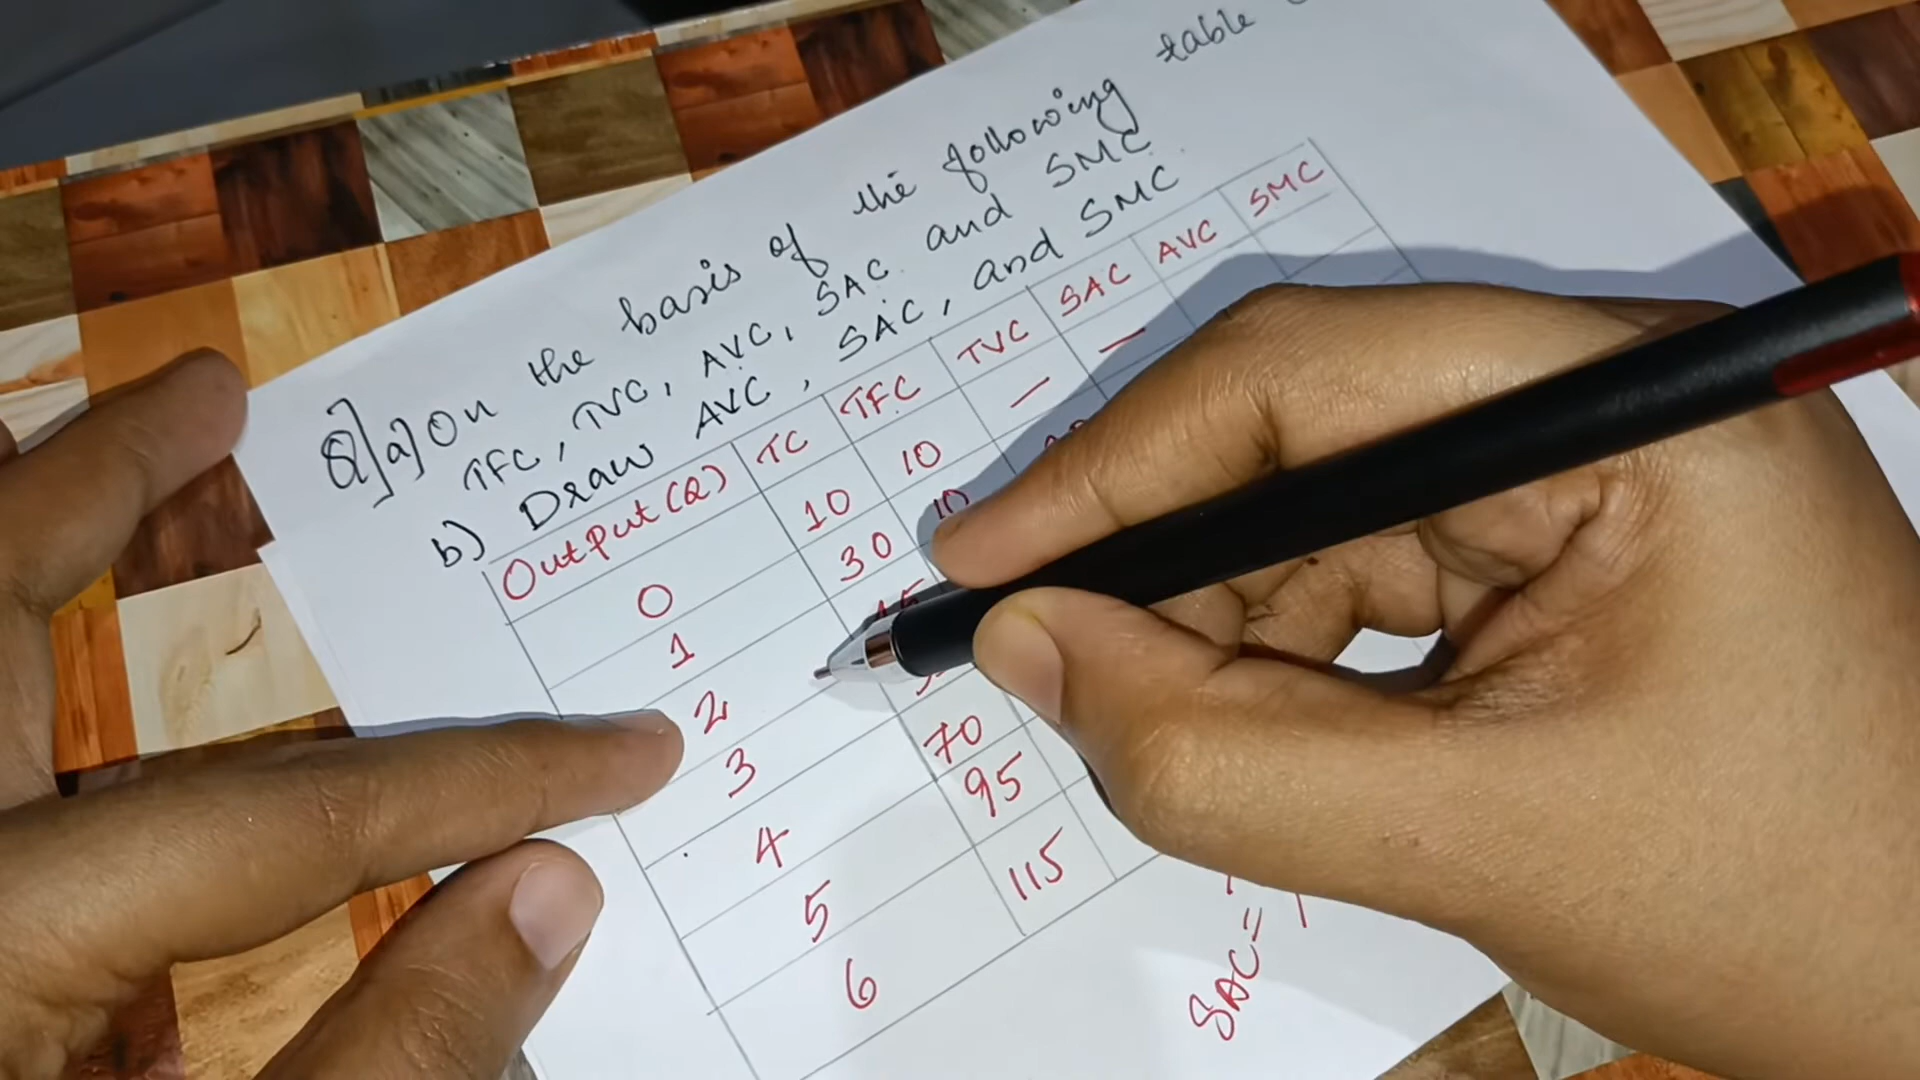 Q] a] On the basis of the following table
TFC, TVC, AVC, SAC and SMC
b) Draw AVC, SAC, and SMC
Output (Q) TC TFC TVC SAC AVC SMC
0 10 10 — —
1 30 10
2
3
4 70
5 95
6 115
SAC =